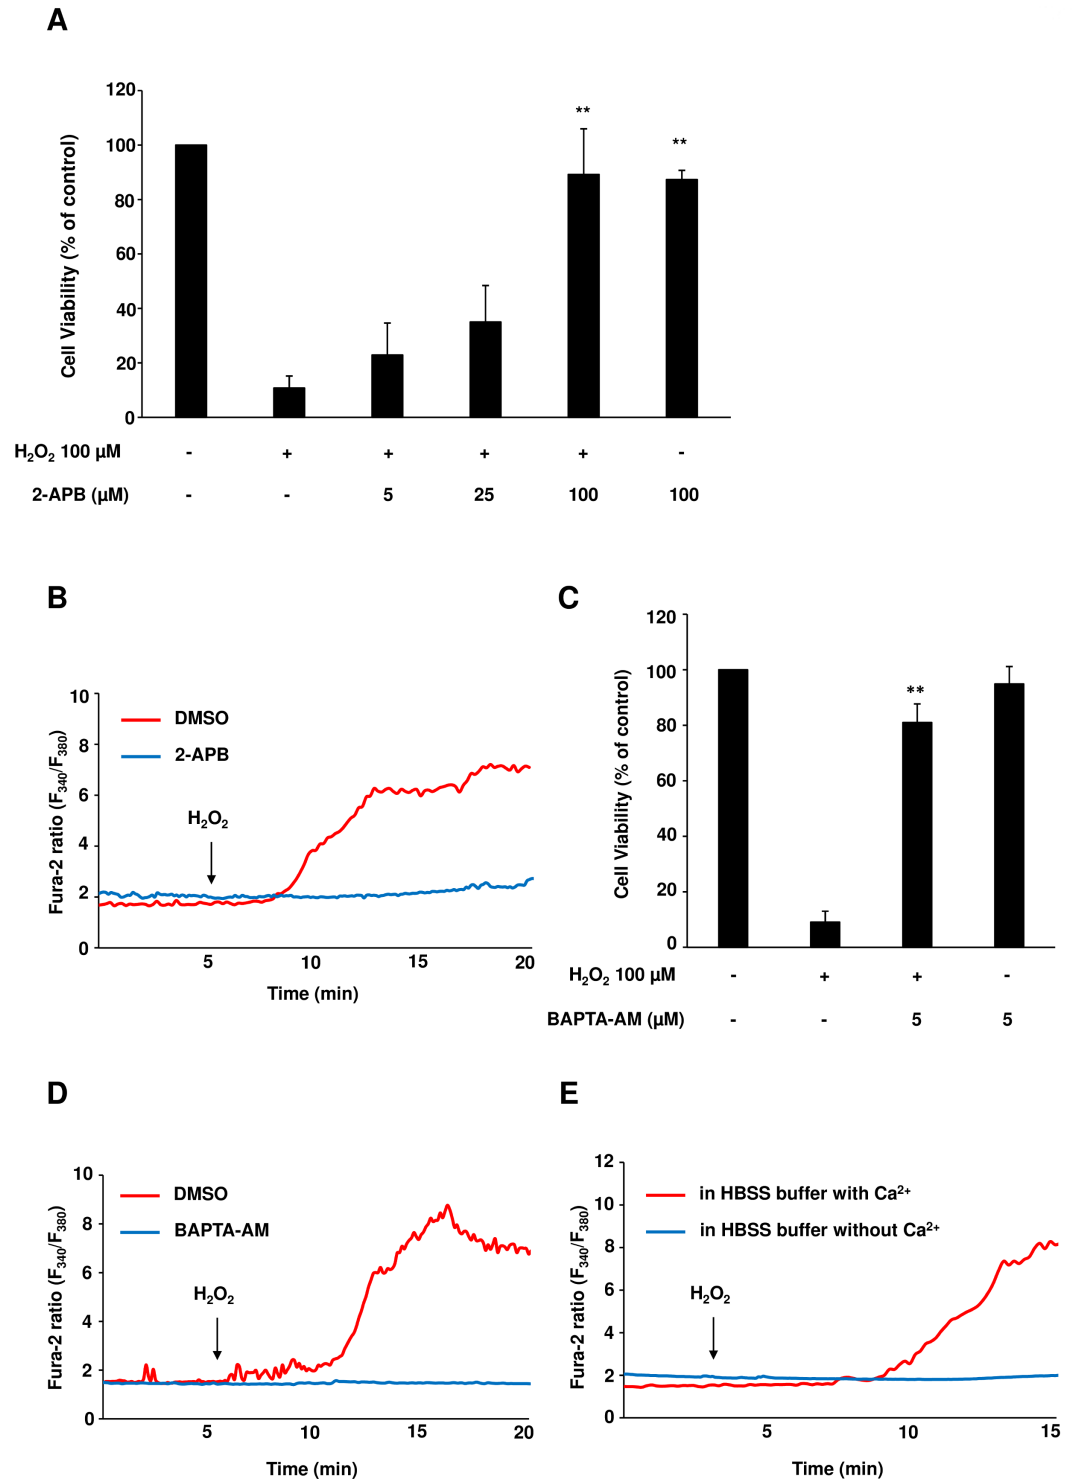 A
120
100
80
60
40
20
0
Cell Viability (% of control)
**
**
H₂O₂ 100 µM - + + + + -
2-APB (µM) - - 5 25 100 100
B
10
8
6
4
2
0
Fura-2 ratio (F₃₄₀/F₃₈₀)
DMSO
2-APB
H₂O₂
5 10 15 20
Time (min)
C
120
100
80
60
40
20
0
Cell Viability (% of control)
**
H₂O₂ 100 µM - + + -
BAPTA-AM (µM) - - 5 5
D
10
8
6
4
2
0
Fura-2 ratio (F₃₄₀/F₃₈₀)
DMSO
BAPTA-AM
H₂O₂
5 10 15 20
Time (min)
E
12
10
8
6
4
2
0
Fura-2 ratio (F₃₄₀/F₃₈₀)
in HBSS buffer with Ca²⁺
in HBSS buffer without Ca²⁺
H₂O₂
5 10 15
Time (min)